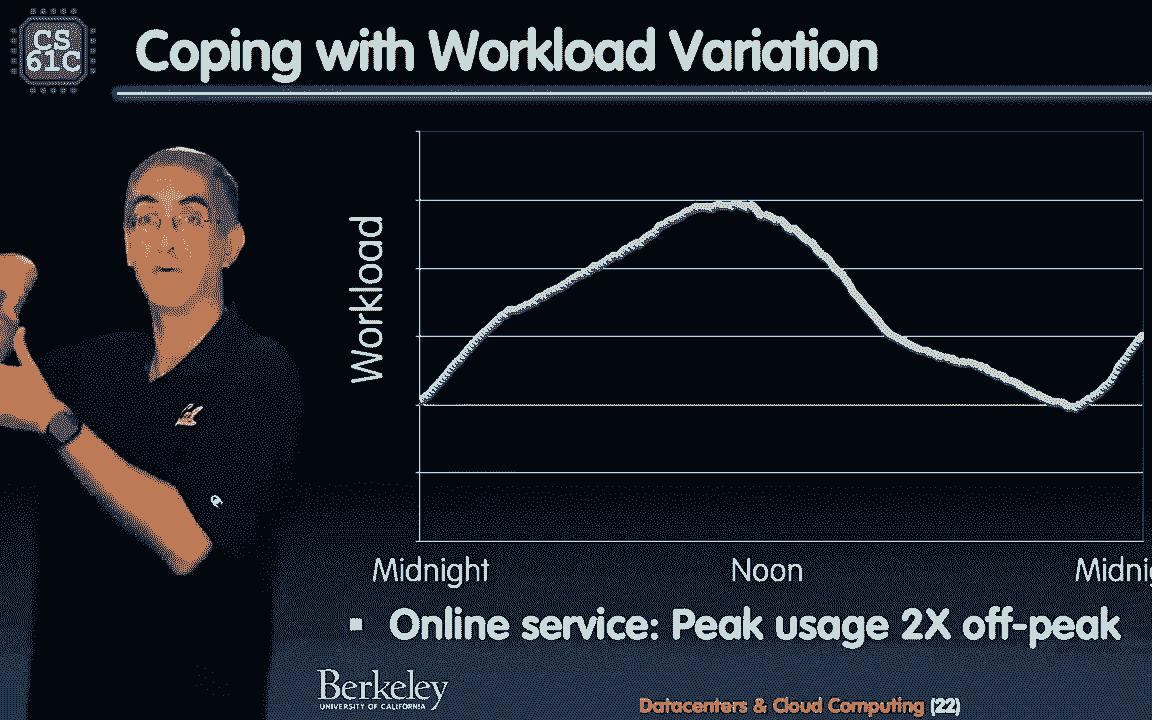 CS
61C
Coping with Workload Variation
Workload
Midnight
Noon
Midnig
▪ Online service: Peak usage 2X off-peak
Berkeley
UNIVERSITY OF CALIFORNIA
Datacenters & Cloud Computing (22)